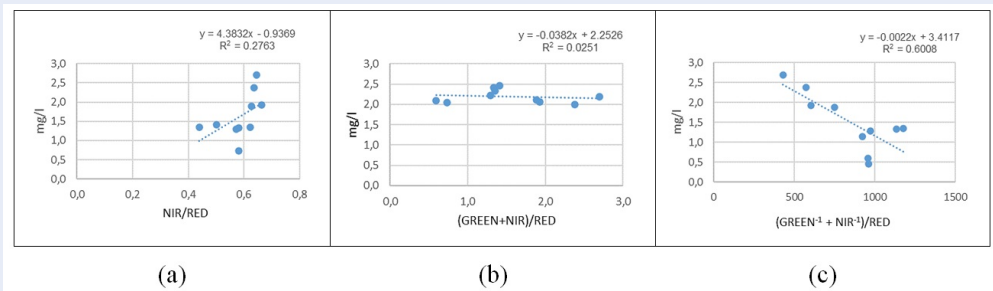 y = 4.3832x - 0.9369
R² = 0.2763
3,0
2,5
2,0
1,5
1,0
0,5
0,0
mg/l
0,0 0,2 0,4 0,6 0,8
NIR/RED
y = -0.0382x + 2.2526
R² = 0.0251
3,0
2,5
2,0
1,5
1,0
0,5
0,0
mg/l
0,0 1,0 2,0 3,0
(GREEN+NIR)/RED
y = -0.0022x + 3.4117
R² = 0.6008
3,0
2,5
2,0
1,5
1,0
0,5
0,0
mg/l
0 500 1000 1500
(GREEN⁻¹ + NIR⁻¹)/RED
(a) (b) (c)